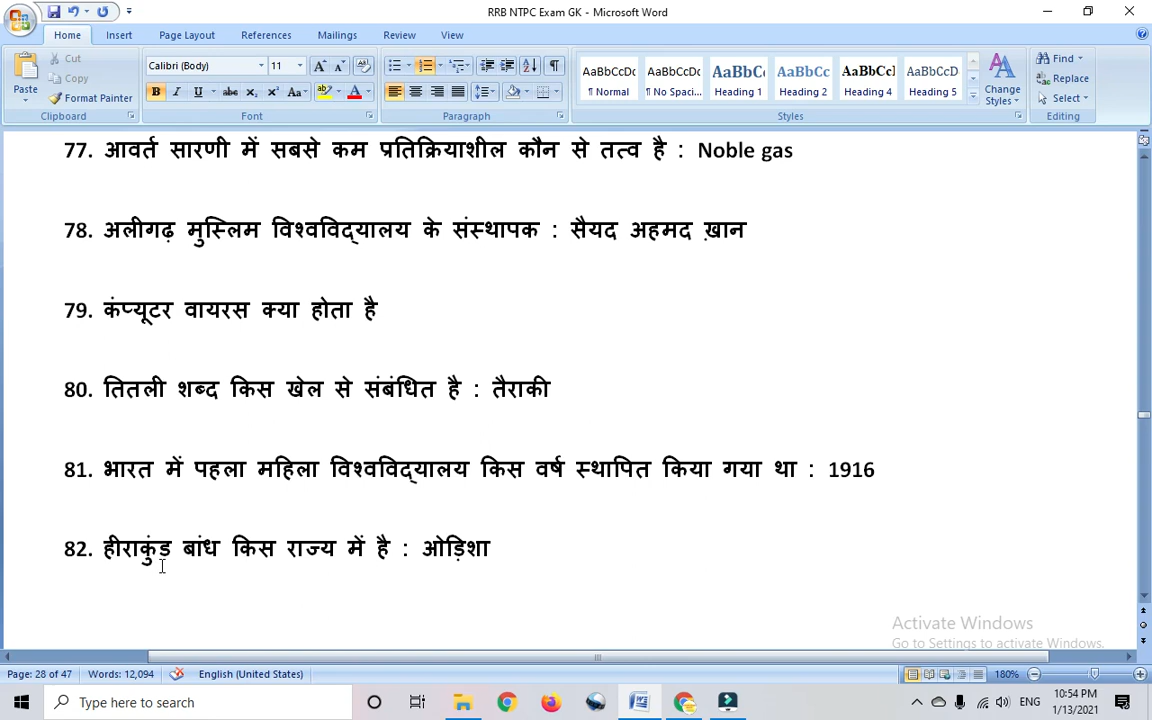 RRB NTPC Exam GK - Microsoft Word
Home Insert Page Layout References Mailings Review View
Paste Cut Copy Format Painter Clipboard
Calibri (Body) 11 Font
Paragraph
AaBbCcDc ¶ Normal AaBbCcDc ¶ No Spaci... AaBbC Heading 1 AaBbCc Heading 2 AaBbCcI Heading 4 AaBbCcD Heading 5 Change Styles Styles
Find Replace Select Editing
77. आवर्त सारणी में सबसे कम प्रतिक्रियाशील कौन से तत्व है : Noble gas
78. अलीगढ़ मुस्लिम विश्वविद्यालय के संस्थापक : सैयद अहमद ख़ान
79. कंप्यूटर वायरस क्या होता है
80. तितली शब्द किस खेल से संबंधित है : तैराकी
81. भारत में पहला महिला विश्वविद्यालय किस वर्ष स्थापित किया गया था : 1916
82. हीराकुंड बांध किस राज्य में है : ओड़िशा
Activate Windows
Go to Settings to activate Windows.
Page: 28 of 47 Words: 12,094 English (United States) 180%
Type here to search ENG 10:54 PM
1/13/2021